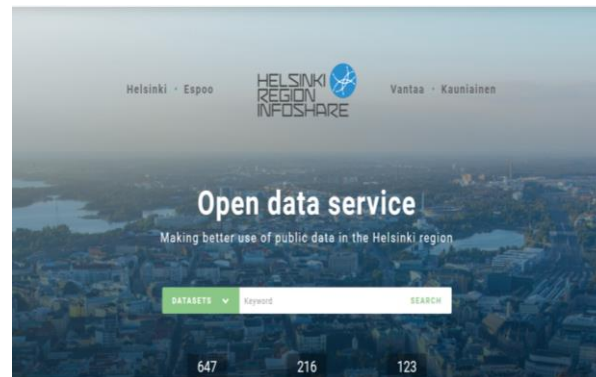 Helsinki • Espoo
HELSINKI
REGION
INFOSHARE
Vantaa • Kauniainen
Open data service
Making better use of public data in the Helsinki region
DATASETS Keyword SEARCH
647 216 123